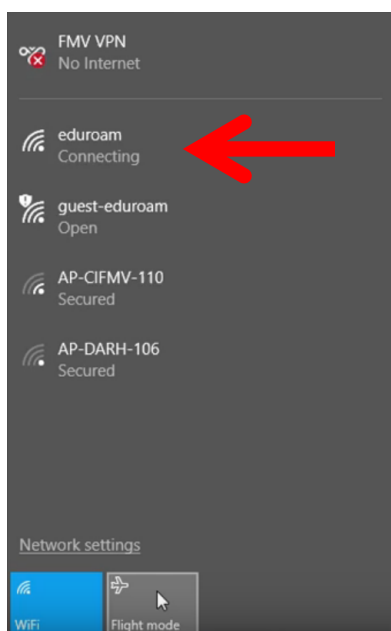 FMV VPN
No Internet
eduroam
Connecting
guest-eduroam
Open
AP-CIFMV-110
Secured
AP-DARH-106
Secured
Network settings
WiFi
Flight mode